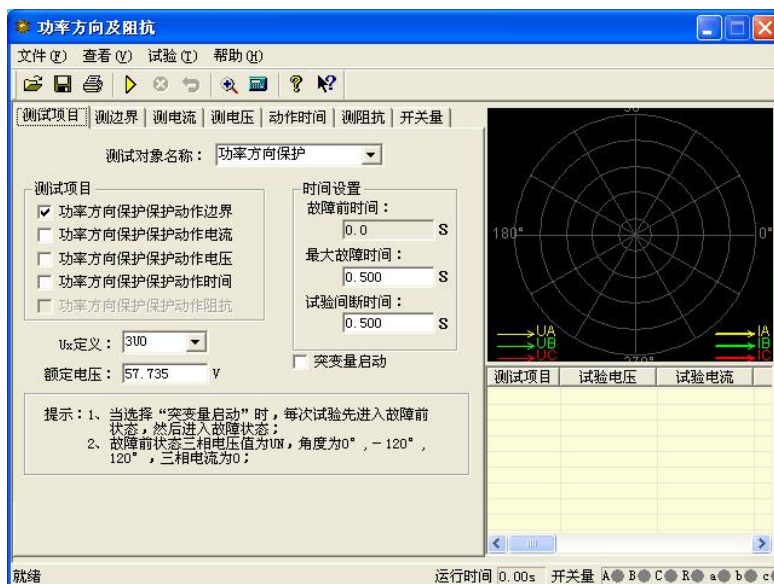 功率方向及阻抗
文件(F) 查看(V) 试验(T) 帮助(H)
测试项目 测边界 测电流 测电压 动作时间 测阻抗 开关量
测试对象名称： 功率方向保护
测试项目
功率方向保护保护动作边界
功率方向保护保护动作电流
功率方向保护保护动作电压
功率方向保护保护动作时间
功率方向保护保护动作阻抗
时间设置
故障前时间：
0.0 S
最大故障时间：
0.500 S
试验间断时间：
0.500 S
Ux定义： 3U0
突变量启动
额定电压： 57.735 V
提示：1、当选择“突变量启动”时，每次试验先进入故障前
状态，然后进入故障状态；
2、故障前状态三相电压值为UN，角度为0°，－120°，
120°，三相电流为0；
180° 0°
UA IA
UB IB
UC IC
270°
测试项目 试验电压 试验电流
就绪 运行时间 0.00s 开关量 A B C R a b c